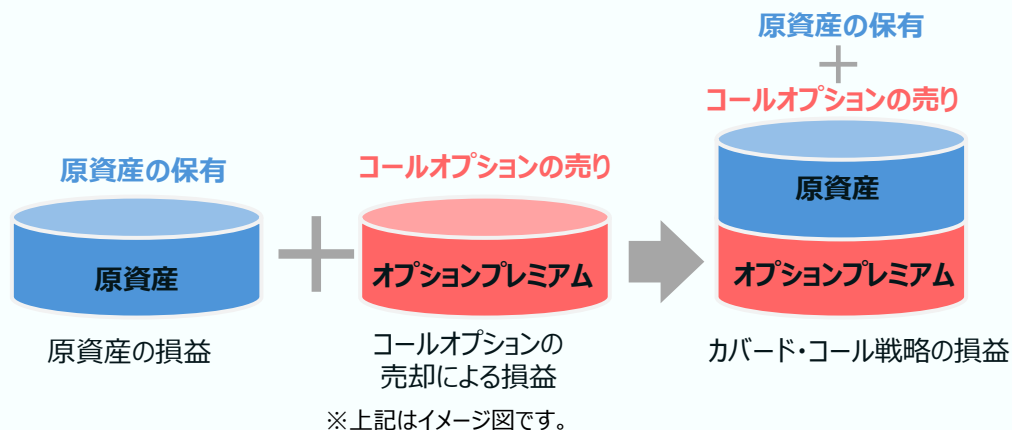 原資産の保有
原資産
原資産の損益
＋
コールオプションの売り
オプションプレミアム
コールオプションの
売却による損益
原資産の保有
＋
コールオプションの売り
原資産
オプションプレミアム
カバード・コール戦略の損益
※上記はイメージ図です。